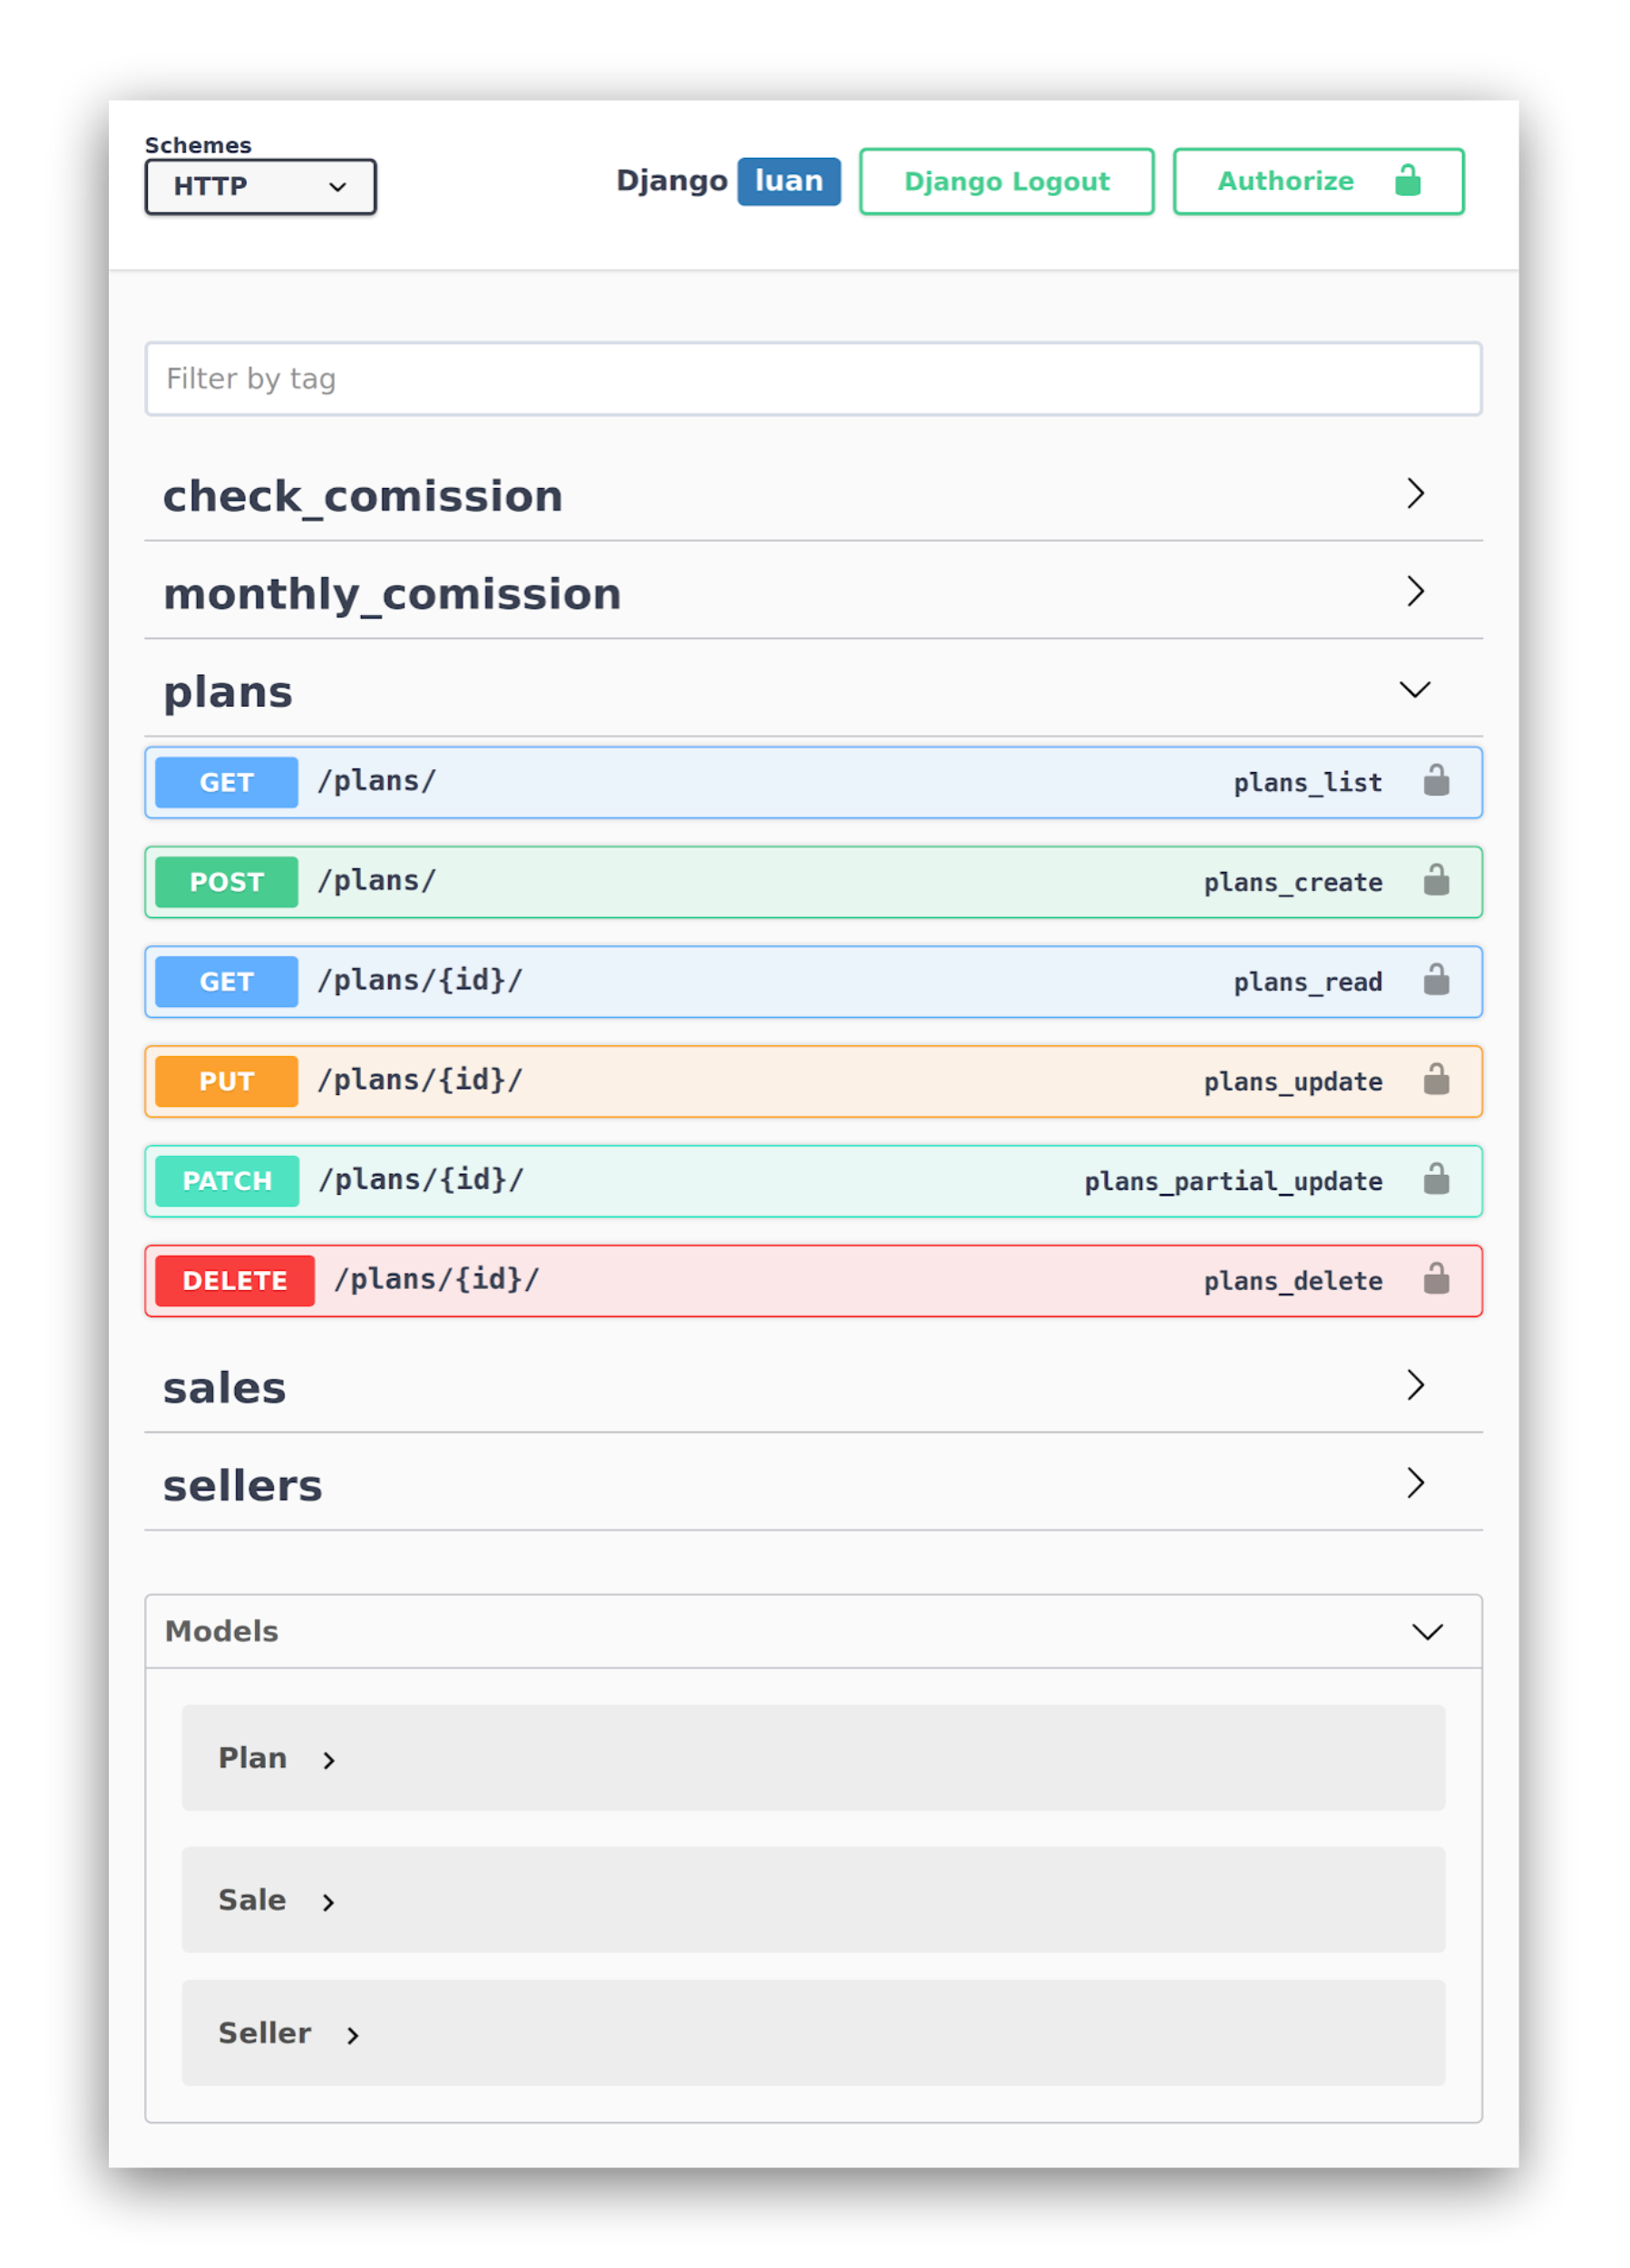 Schemes
HTTP
Django luan Django Logout Authorize
Filter by tag
check_comission
monthly_comission
plans
GET /plans/ plans_list
POST /plans/ plans_create
GET /plans/{id}/ plans_read
PUT /plans/{id}/ plans_update
PATCH /plans/{id}/ plans_partial_update
DELETE /plans/{id}/ plans_delete
sales
sellers
Models
Plan
Sale
Seller